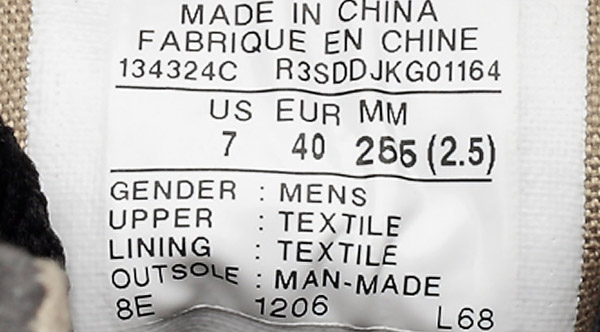 MADE IN CHINA
FABRIQUE EN CHINE
134324C R3SDDJKG01164
US EUR MM
7 40 266 (2.5)
GENDER : MENS
UPPER : TEXTILE
LINING : TEXTILE
OUTSOLE : MAN-MADE
8E 1206 L68